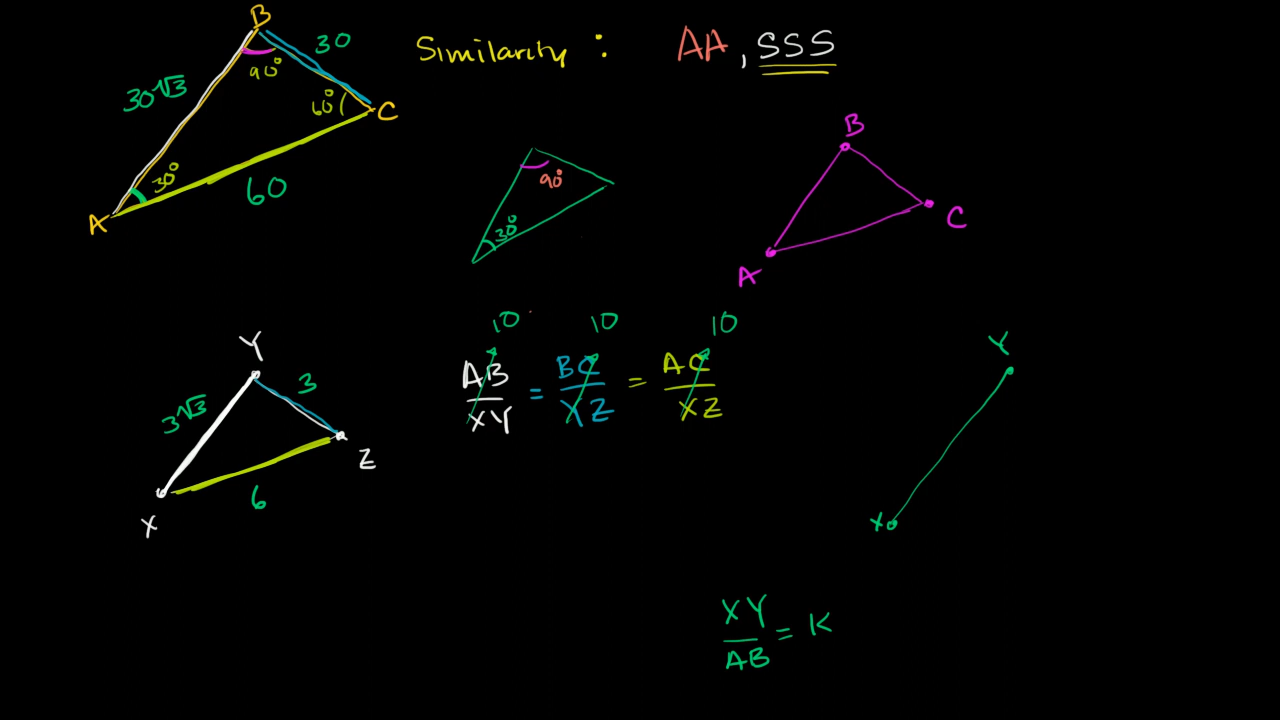 Similarity : AA, SSS
B
30
30√3
90°
60°
C
30°
60
A
90°
30°
B
A
C
Y
3
3√3
Z
6
X
10 10 10
AB/XY = BC/XZ = AC/XZ
Y
X
XY/AB = K